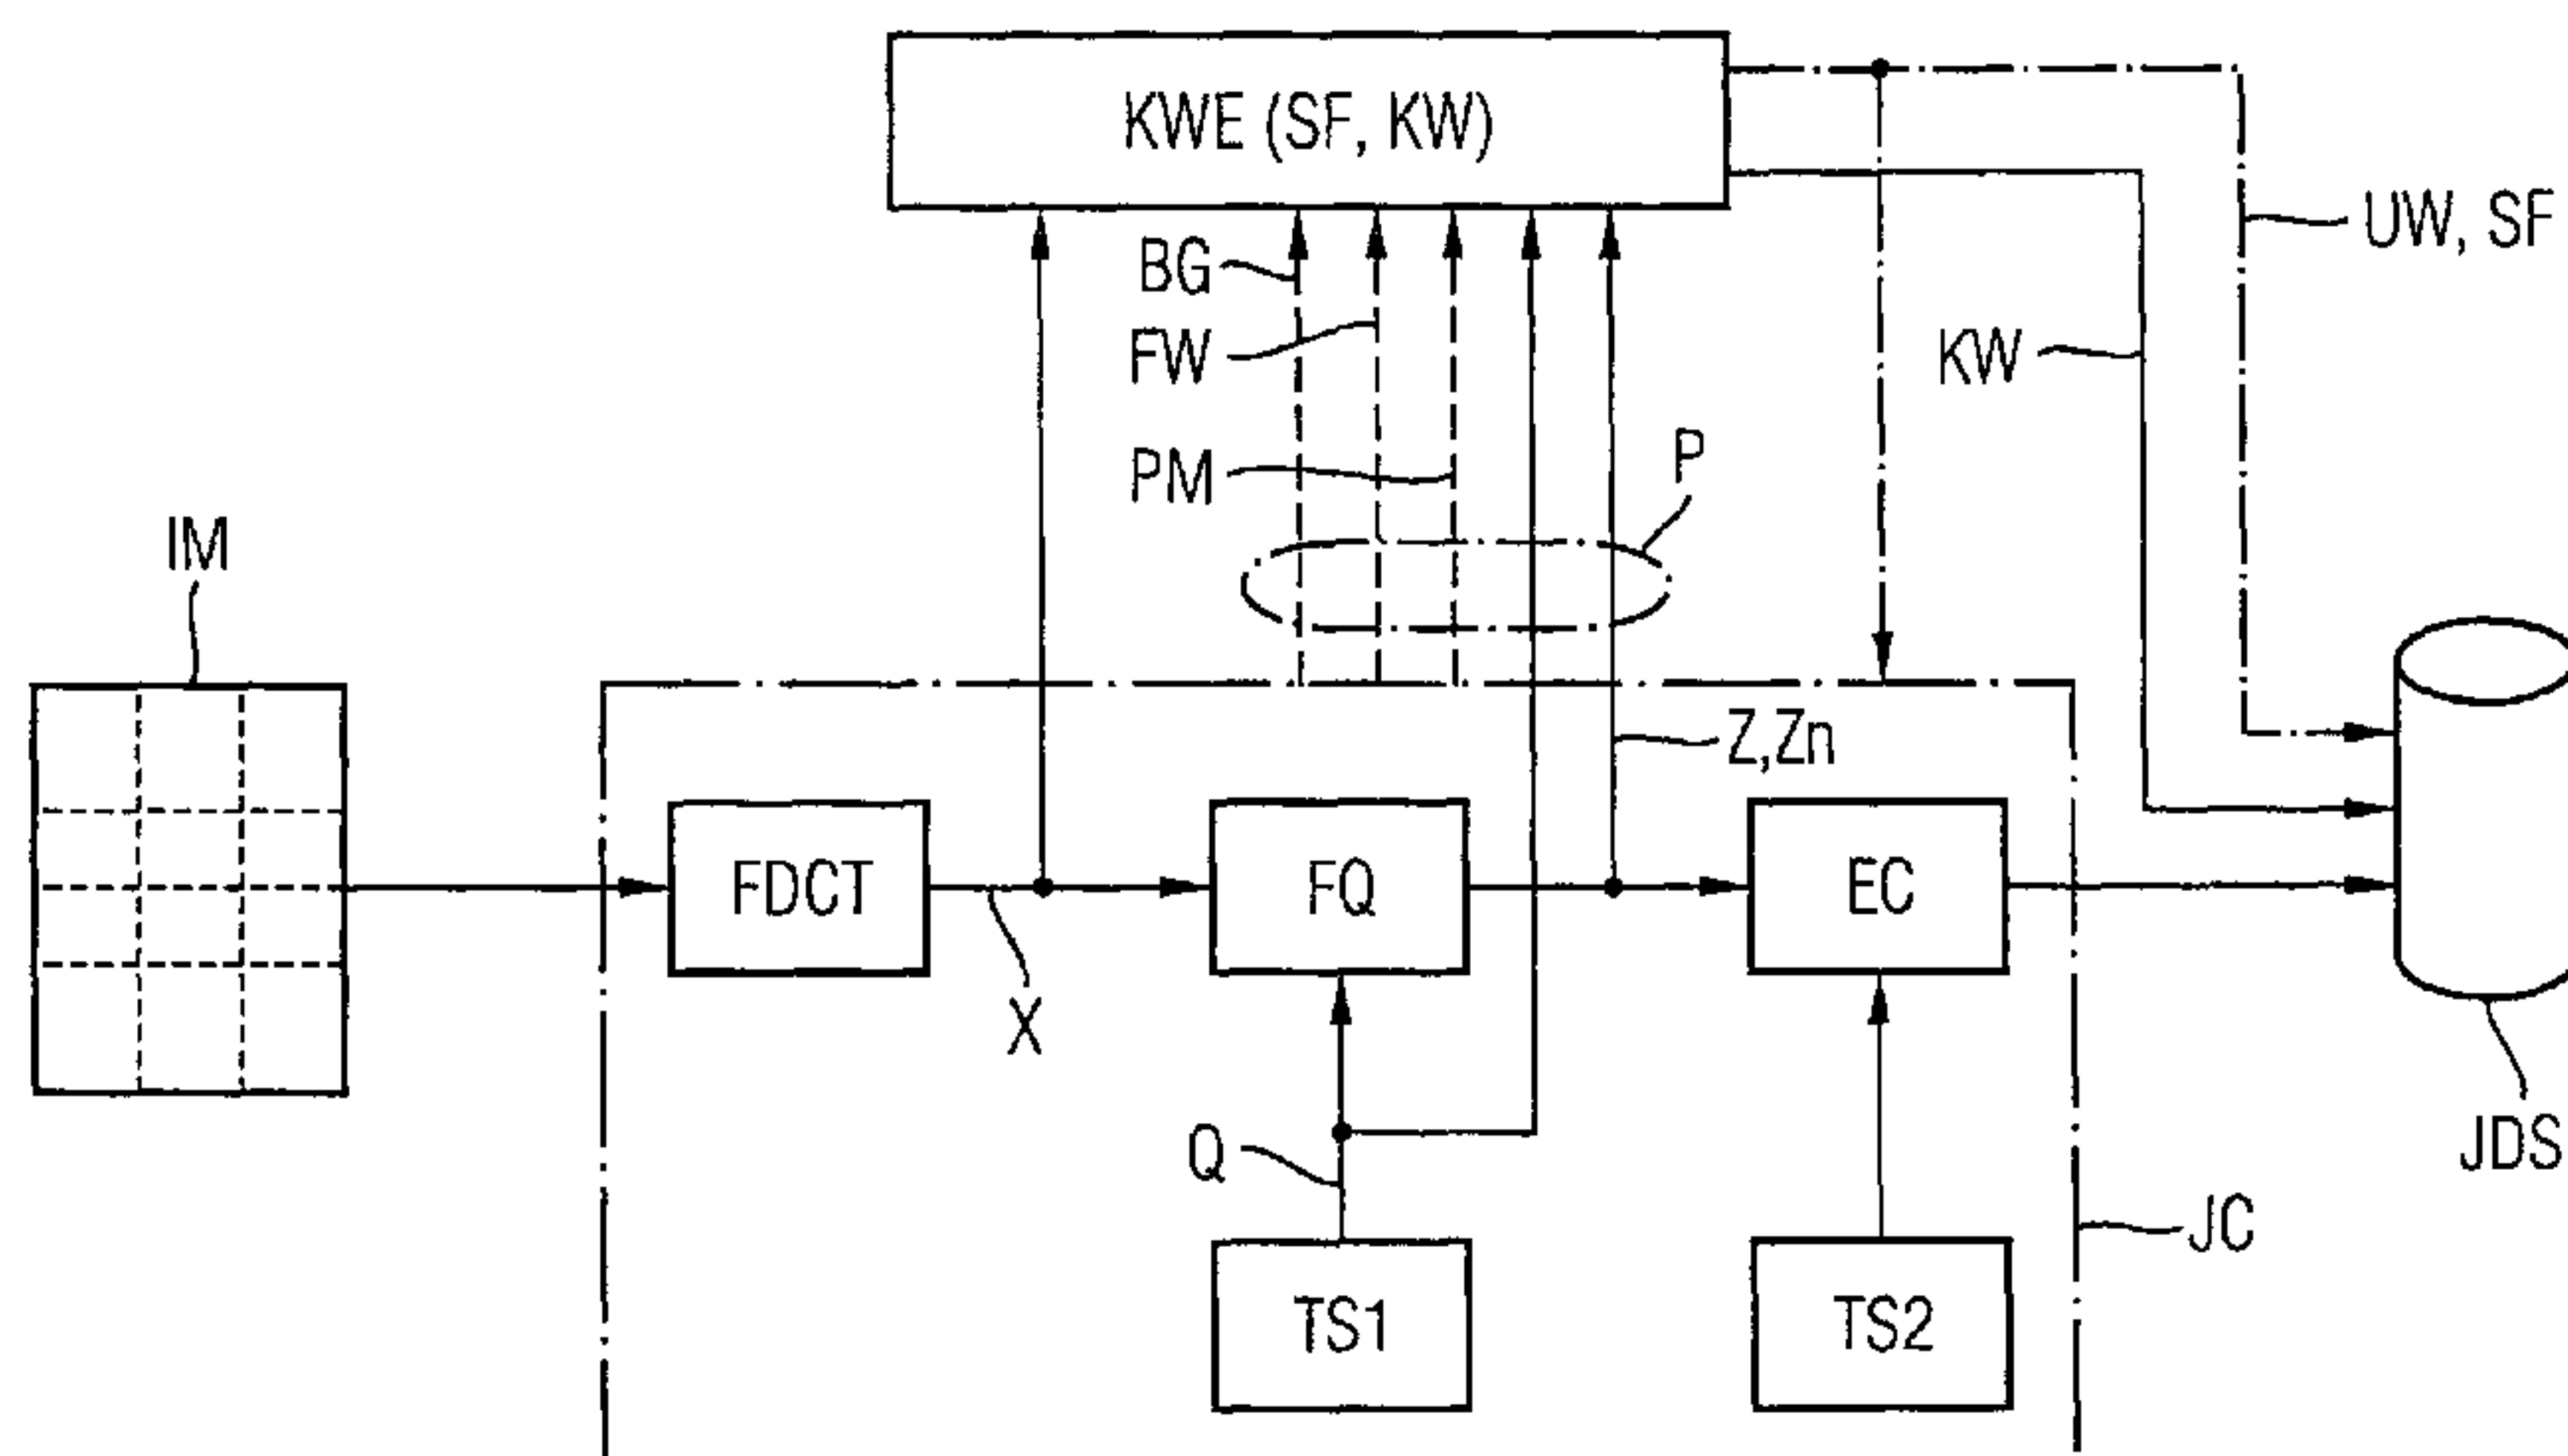 KWE (SF, KW)
UW, SF
BG
FW
KW
PM
P
IM
Z,Zn
FDCT
FQ
EC
X
JDS
Q
JC
TS1
TS2